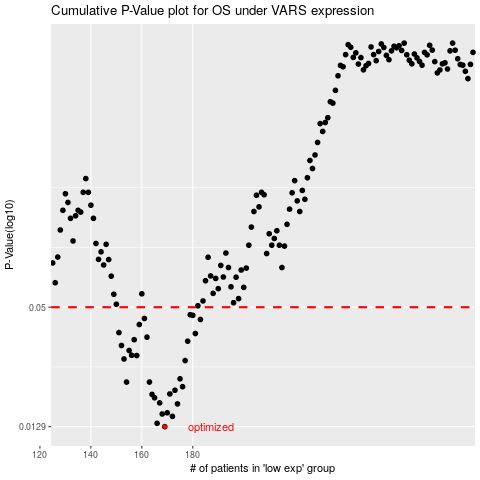 Cumulative P-Value plot for OS under VARS expression
P-Value(log10)
0.05
0.0129
optimized
120 140 160 180
# of patients in 'low exp' group